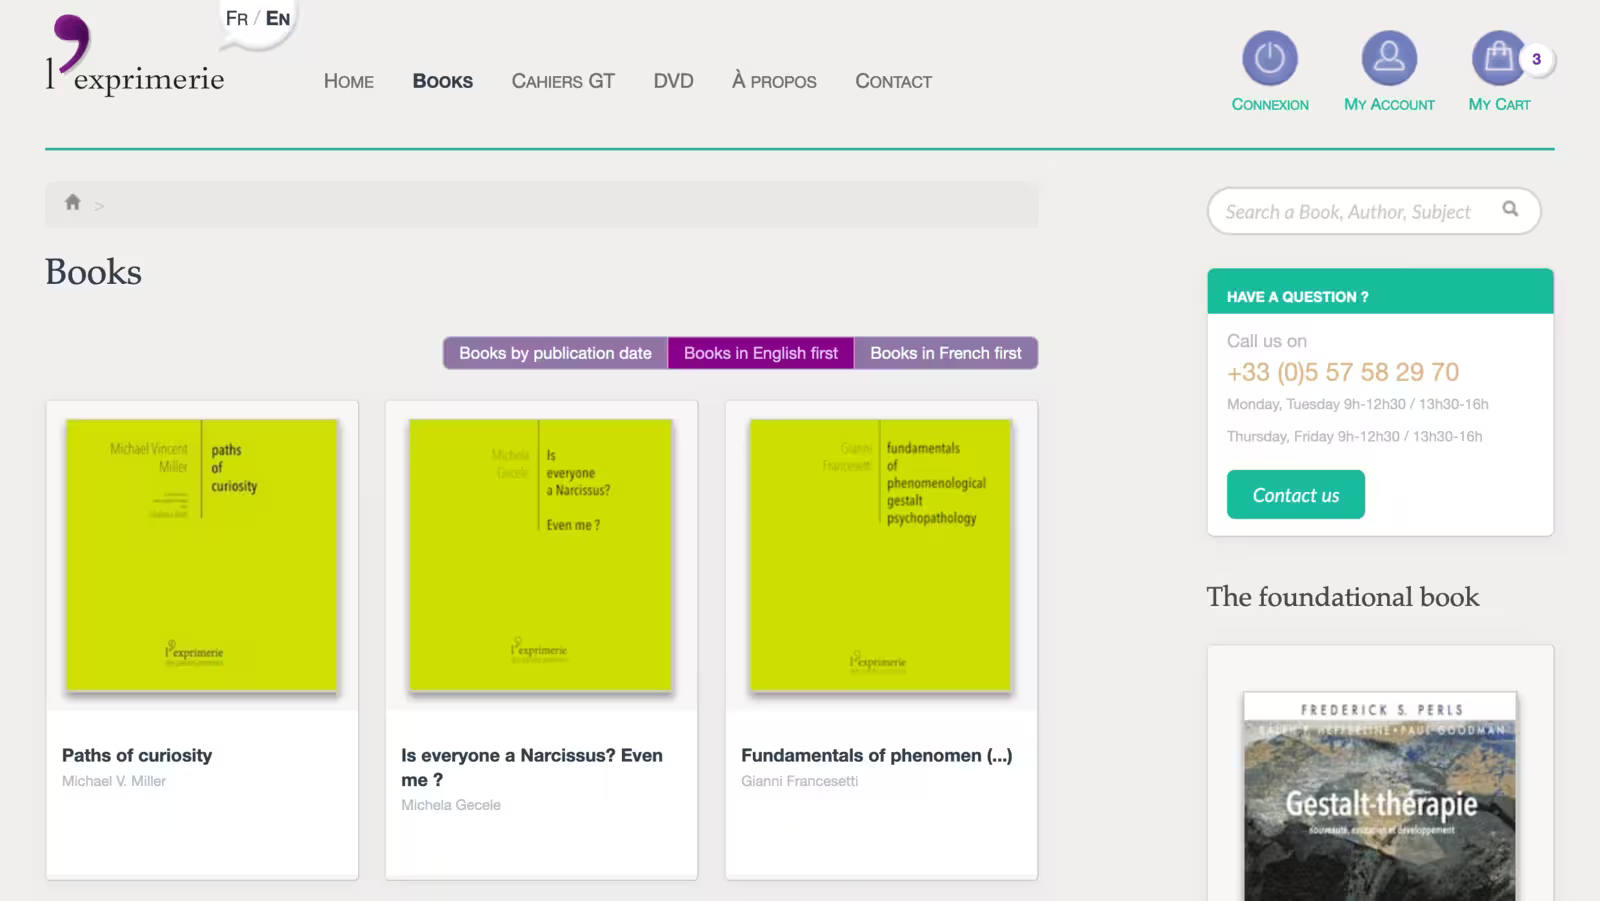 FR / EN
l'exprimerie
HOME
BOOKS
CAHIERS GT
DVD
À PROPOS
CONTACT
CONNEXION
MY ACCOUNT
3
MY CART
>
Search a Book, Author, Subject
Books
Books by publication date
Books in English first
Books in French first
Michael Vincent
Miller
paths
of
curiosity
l'exprimerie
Paths of curiosity
Michael V. Miller
Michela
Gecele
Is
everyone
a Narcissus?
Even me ?
l'exprimerie
Is everyone a Narcissus? Even
me ?
Michela Gecele
Gianni
Francesetti
fundamentals
of
phenomenological
gestalt
psychopathology
l'exprimerie
Fundamentals of phenomen (...)
Gianni Francesetti
HAVE A QUESTION ?
Call us on
+33 (0)5 57 58 29 70
Monday, Tuesday 9h-12h30 / 13h30-16h
Thursday, Friday 9h-12h30 / 13h30-16h
Contact us
The foundational book
FREDERICK S. PERLS
RALPH F. HEFFERLINE • PAUL GOODMAN
Gestalt-thérapie
nouveauté, excitation et développement